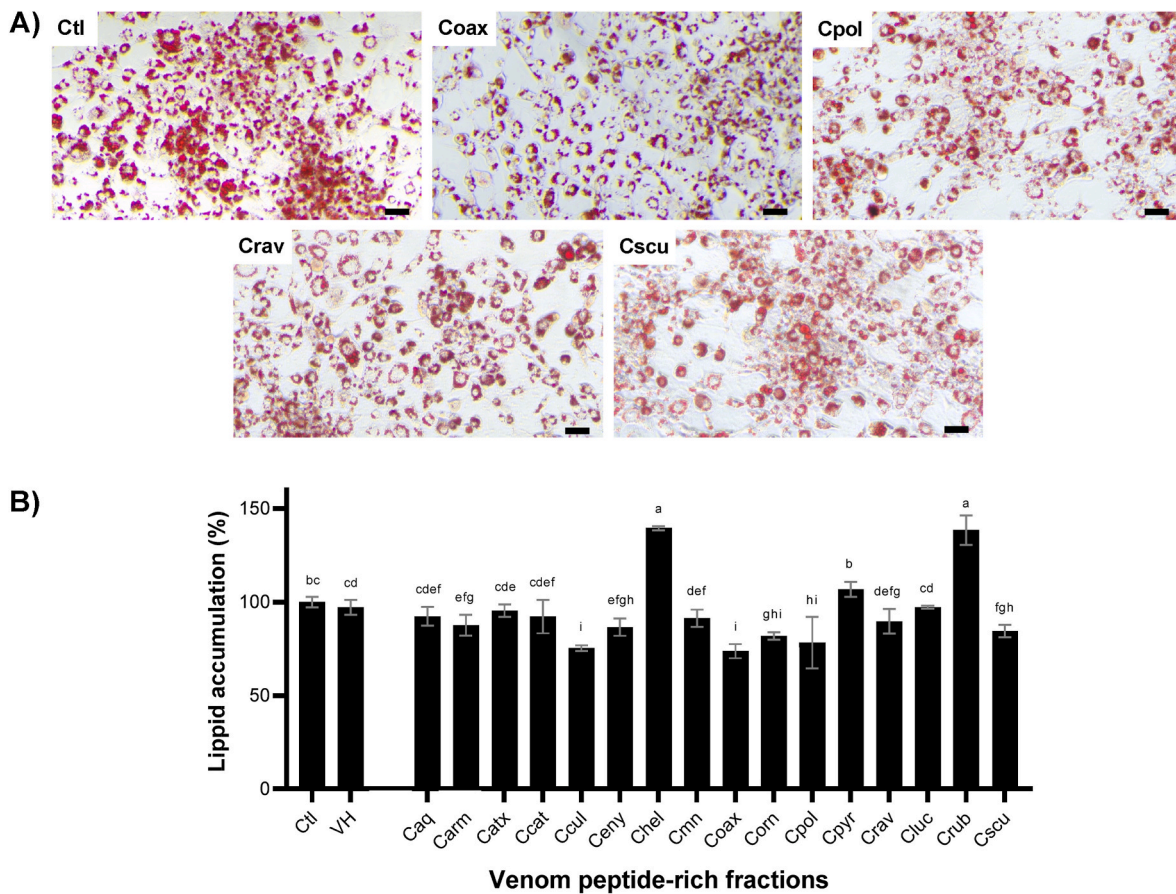 A)
Ctl
Coax
Cpol
Crav
Cscu
B)
Lippid accumulation (%)
150
100
50
0
bc
cd
cdef
efg
cde
cdef
i
efgh
a
def
i
ghi
hi
b
defg
cd
a
fgh
Ctl
VH
Caq
Carm
Catx
Ccat
Ccul
Ceny
Chel
Cmn
Coax
Corn
Cpol
Cpyr
Crav
Cluc
Crub
Cscu
Venom peptide-rich fractions